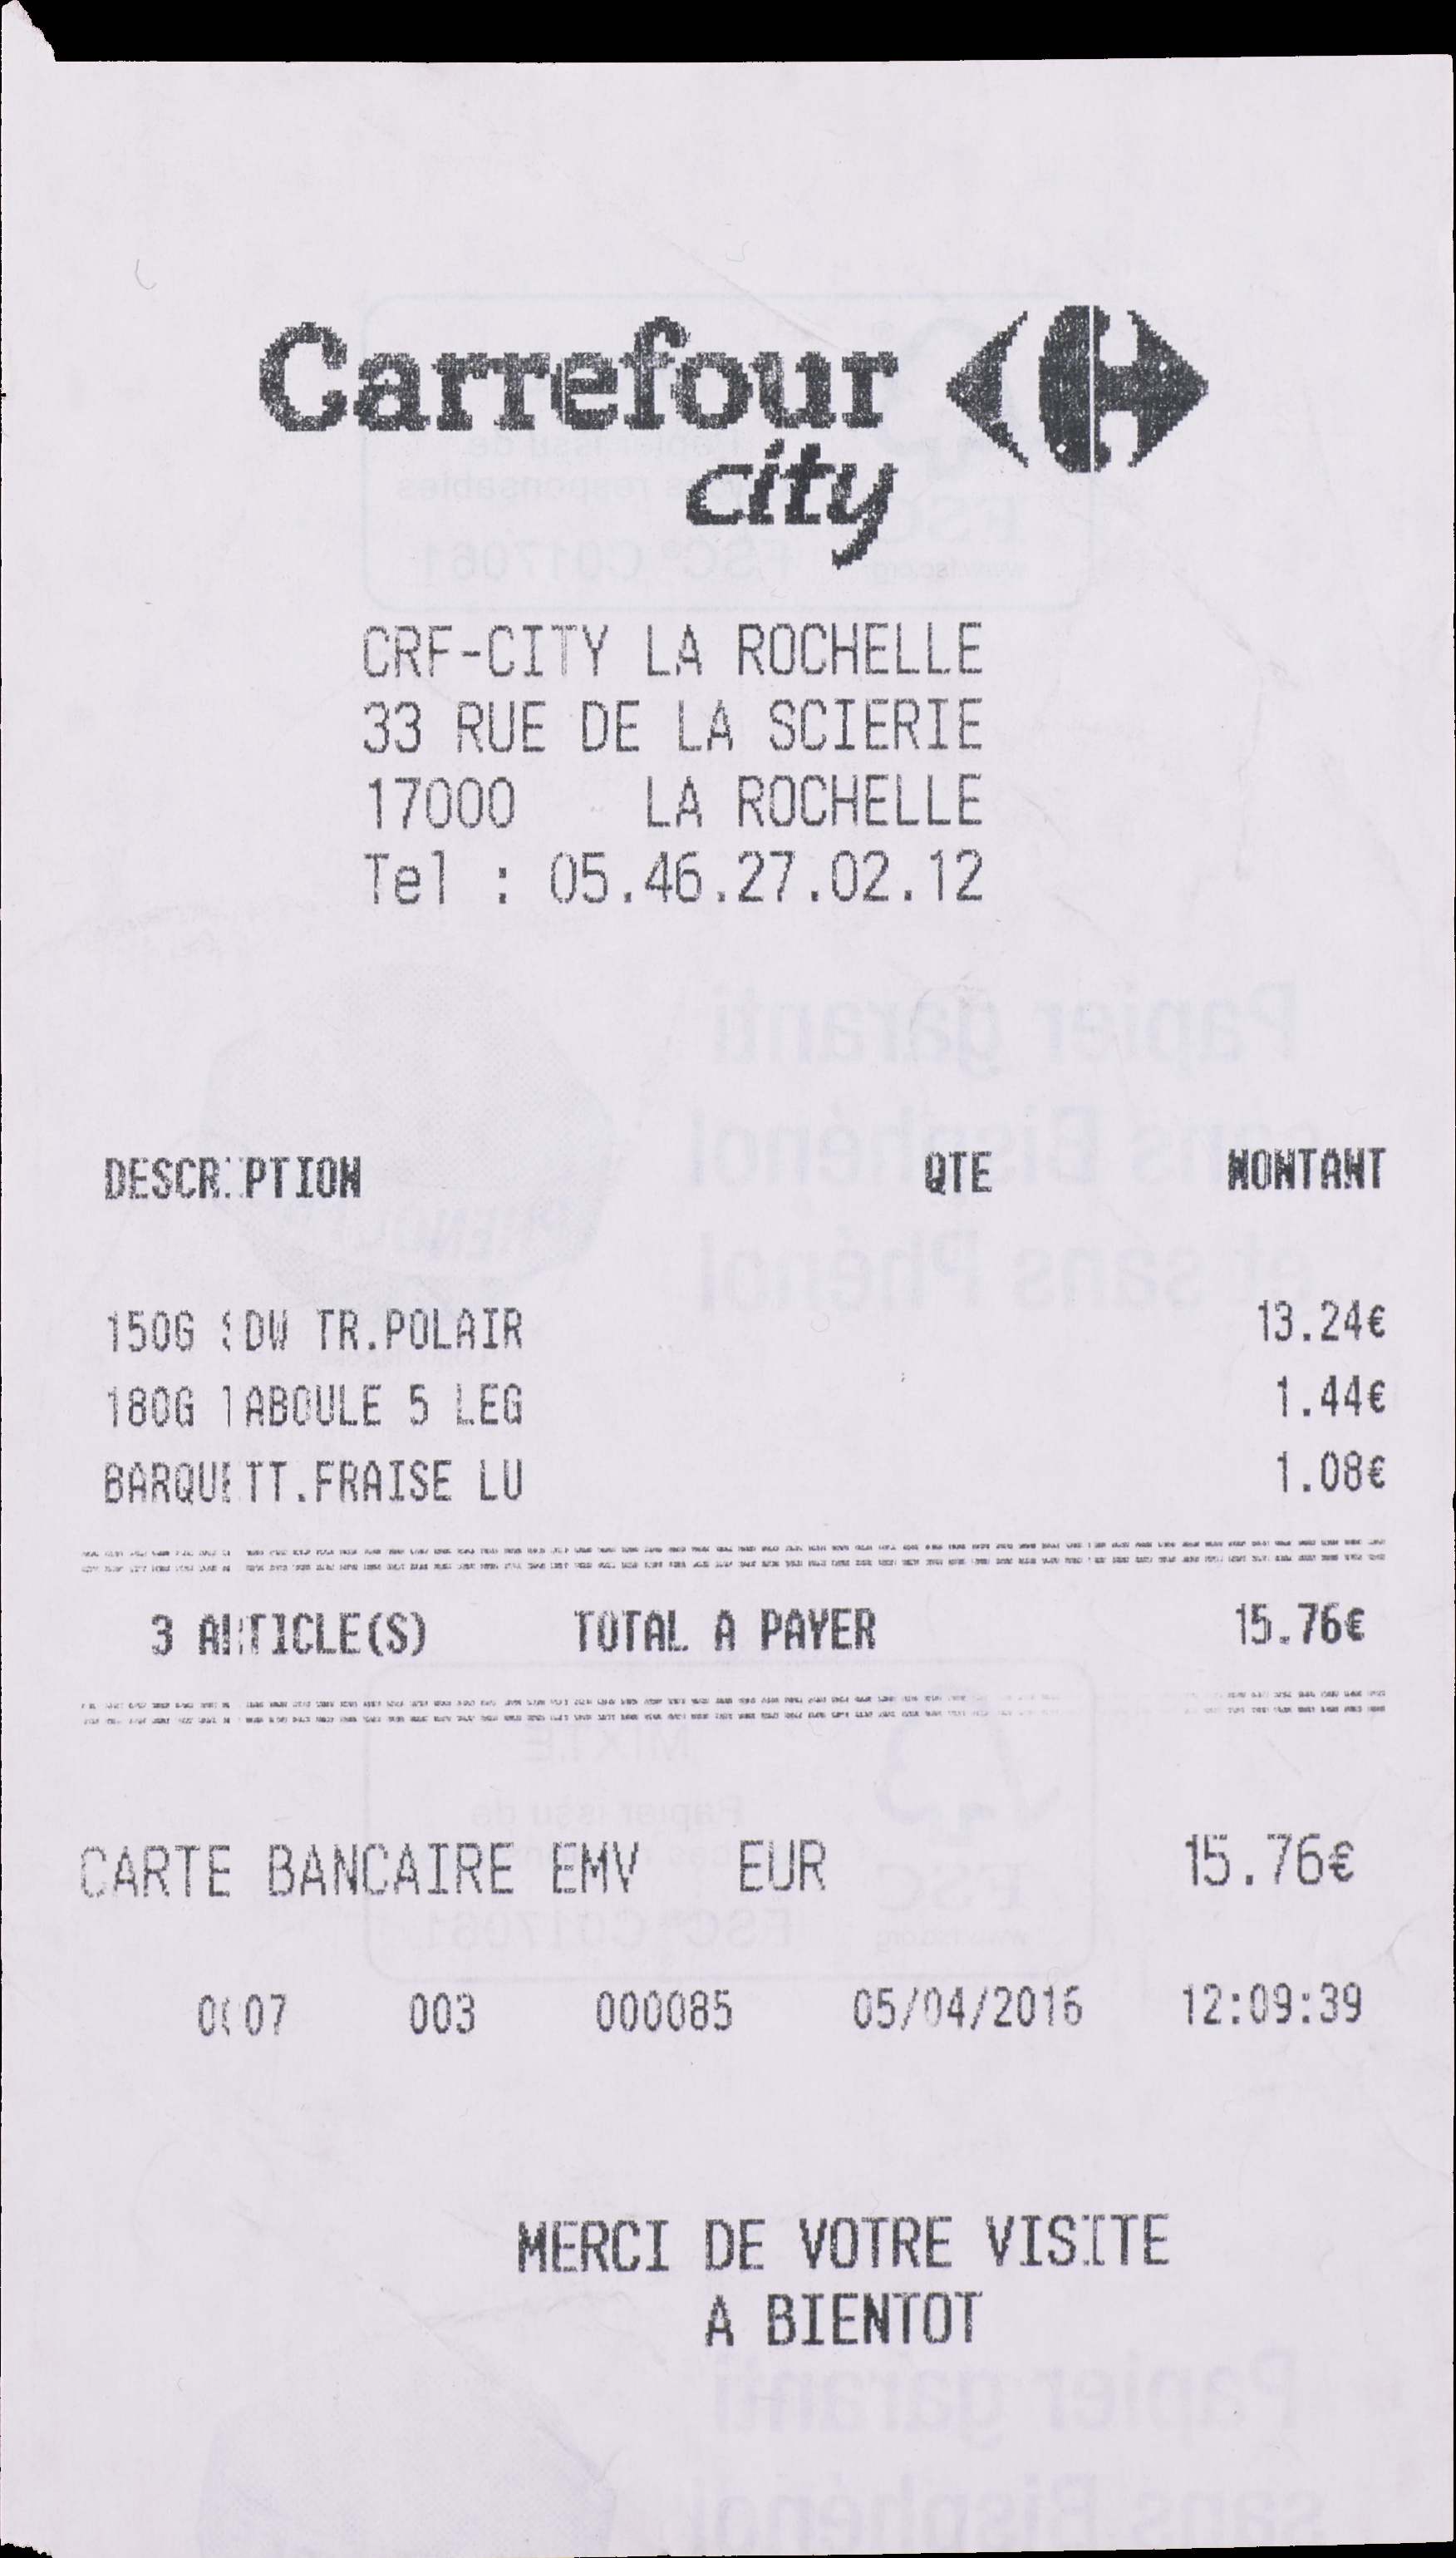 Carrefour
city
CRF-CITY LA ROCHELLE
33 RUE DE LA SCIERIE
17000 LA ROCHELLE
Tel : 05.46.27.02.12
DESCRIPTION QTE MONTANT
150G SDW TR.POLAIR 13.24€
180G TABOULE 5 LEG 1.44€
BARQUETT.FRAISE LU 1.08€
3 ARTICLE(S) TOTAL A PAYER 15.76€
CARTE BANCAIRE EMV EUR 15.76€
0007 003 000085 05/04/2016 12:09:39
MERCI DE VOTRE VISITE
A BIENTOT